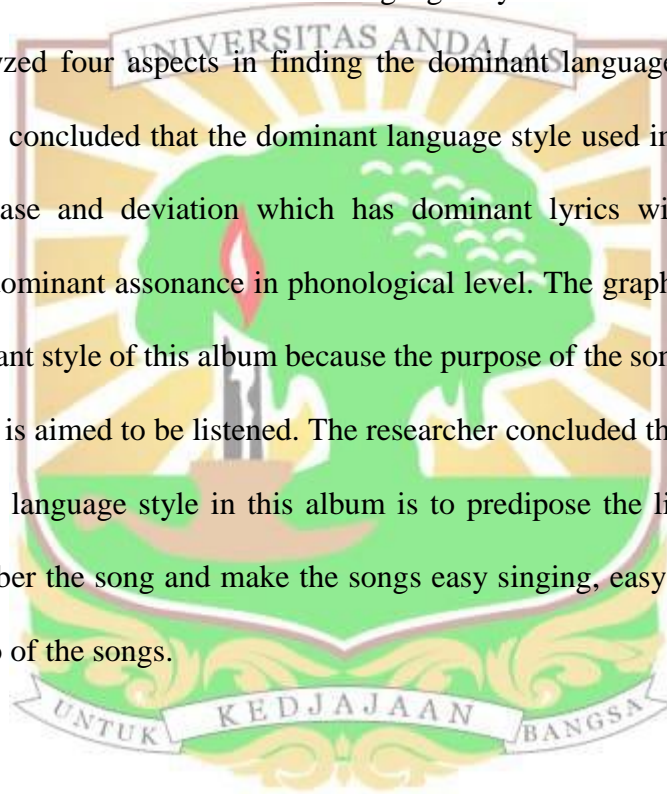 UNIVERSITAS ANDALAS
yzed four aspects in finding the dominant language
concluded that the dominant language style used in
ase and deviation which has dominant lyrics wi
ominant assonance in phonological level. The graph
ant style of this album because the purpose of the son
is aimed to be listened. The researcher concluded th
language style in this album is to predipose the li
ber the song and make the songs easy singing, easy
of the songs.
UNTUK KEDJAJAAN BANGSA